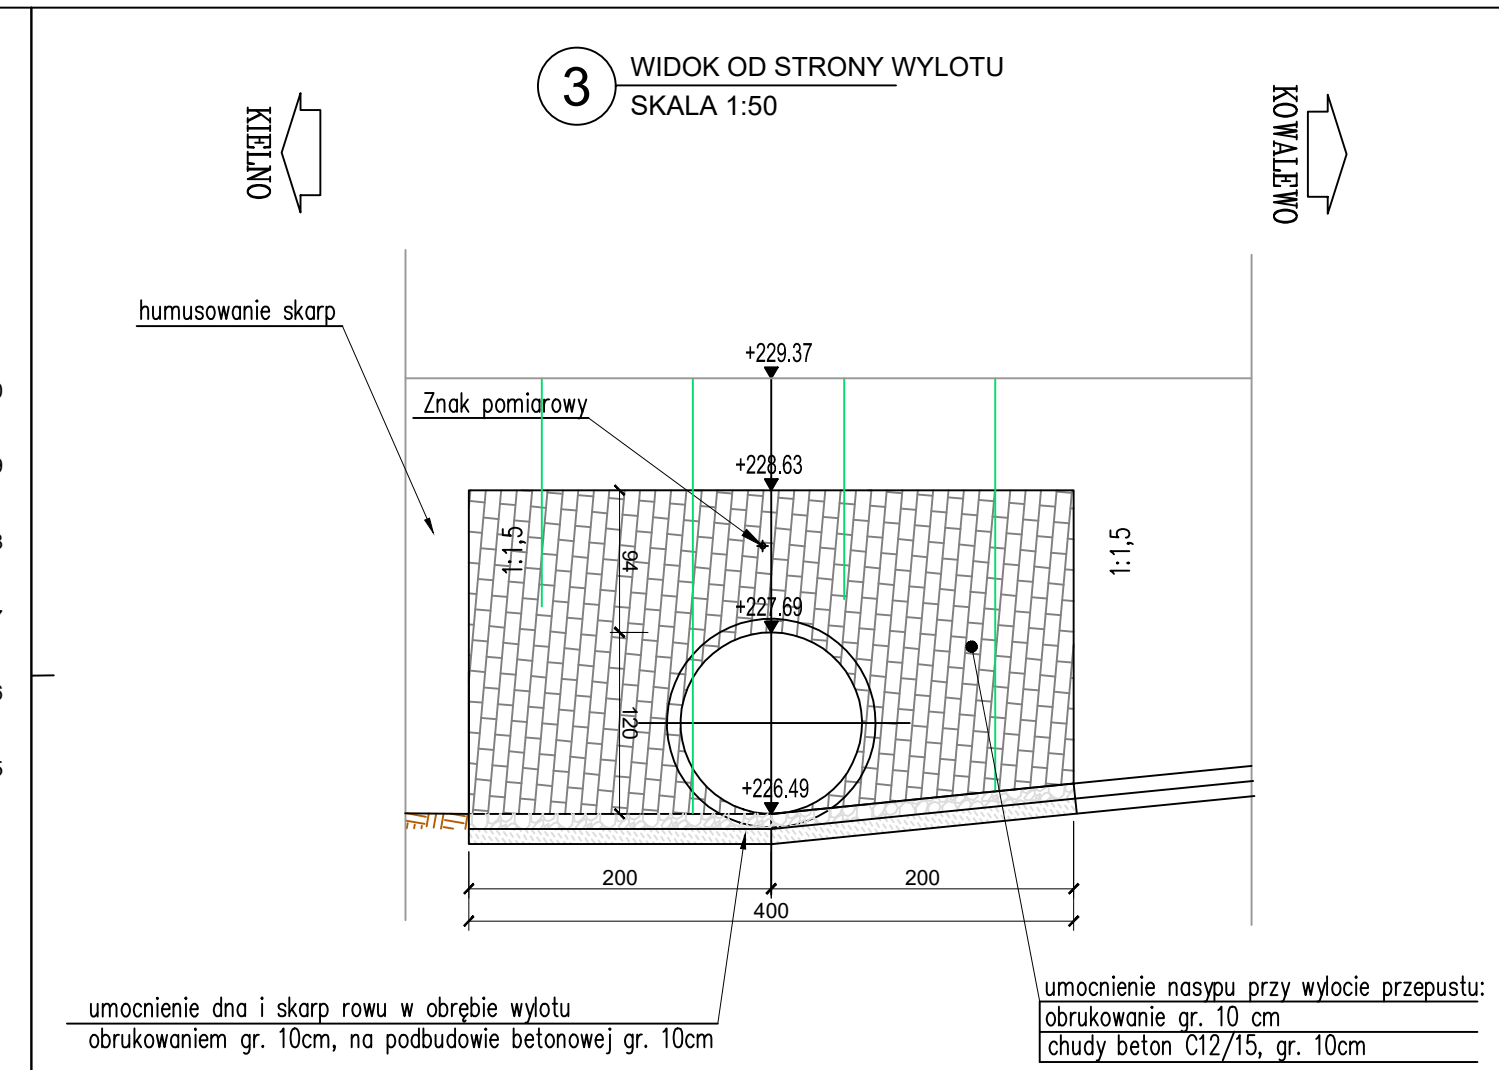 3
WIDOK OD STRONY WYLOTU
SKALA 1:50
KIELNO
KOWALEWO
humusowanie skarp
+229.37
Znak pomiarowy
+228.63
1:1,5
94
1:1,5
+227.69
120
+226.49
200
200
400
umocnienie dna i skarp rowu w obrębie wylotu
obrukowaniem gr. 10cm, na podbudowie betonowej gr. 10cm
umocnienie nasypu przy wylocie przepustu:
obrukowanie gr. 10 cm
chudy beton C12/15, gr. 10cm